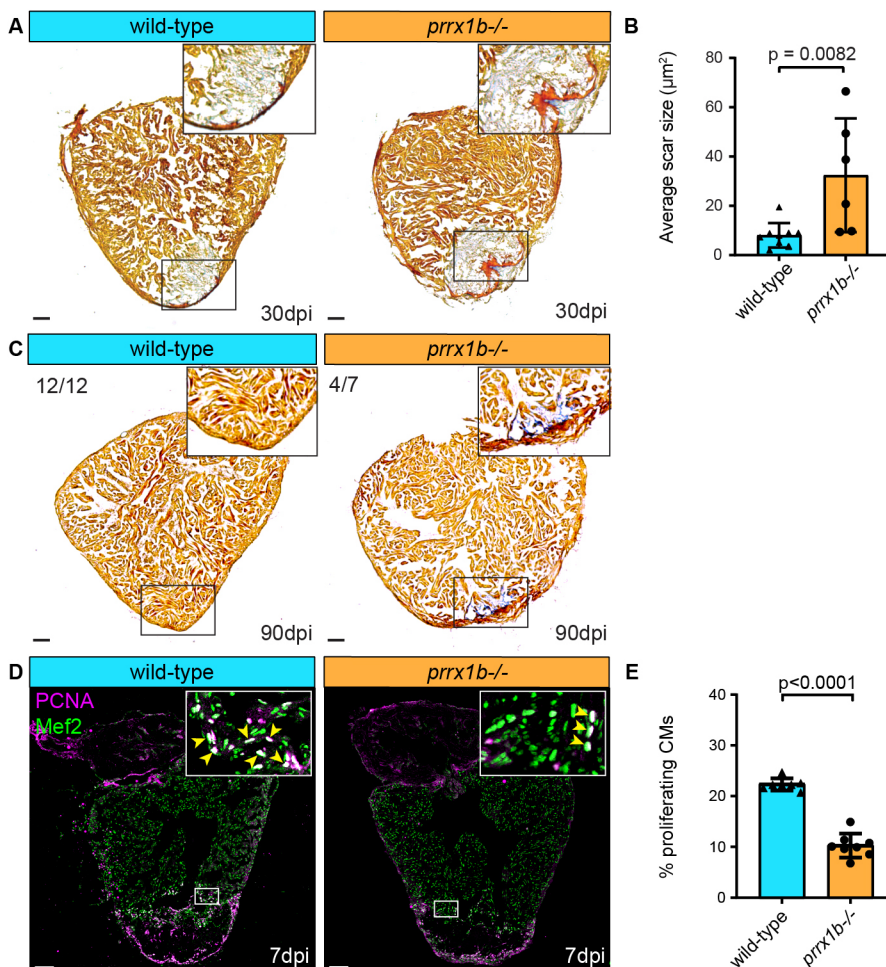 A
wild-type
prrx1b-/-
30dpi
30dpi
B
p = 0.0082
Average scar size (μm²)
80
60
40
20
0
wild-type
prrx1b-/-
C
wild-type
prrx1b-/-
12/12
4/7
90dpi
90dpi
D
wild-type
prrx1b-/-
PCNA
Mef2
7dpi
7dpi
E
p<0.0001
% proliferating CMs
40
30
20
10
0
wild-type
prrx1b-/-